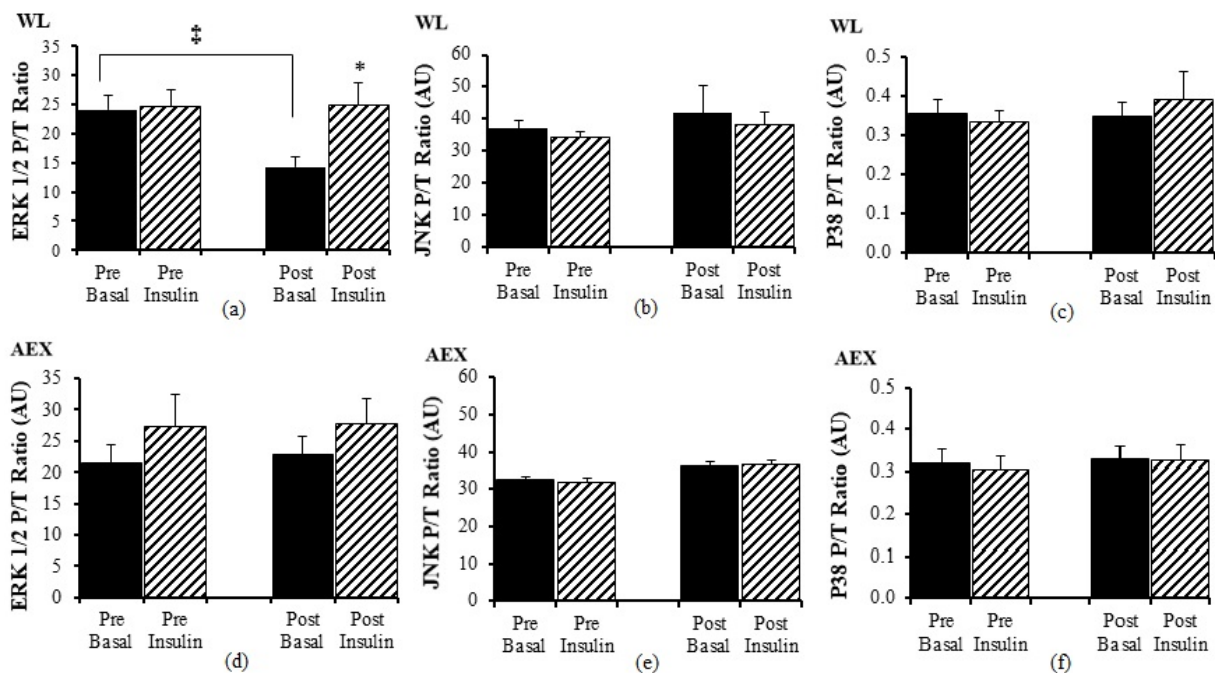 WL
ERK 1/2 P/T Ratio
35
30
25
20
15
10
5
0
‡
*
Pre Basal
Pre Insulin
Post Basal
Post Insulin
(a)
WL
JNK P/T Ratio (AU)
60
50
40
30
20
10
0
Pre Basal
Pre Insulin
Post Basal
Post Insulin
(b)
WL
P38 P/T Ratio (AU)
0.5
0.4
0.3
0.2
0.1
0.0
Pre Basal
Pre Insulin
Post Basal
Post Insulin
(c)
AEX
ERK 1/2 P/T Ratio (AU)
35
30
25
20
15
10
5
0
Pre Basal
Pre Insulin
Post Basal
Post Insulin
(d)
AEX
JNK P/T Ratio (AU)
60
50
40
30
20
10
0
Pre Basal
Pre Insulin
Post Basal
Post Insulin
(e)
AEX
P38 P/T Ratio (AU)
0.5
0.4
0.3
0.2
0.1
0.0
Pre Basal
Pre Insulin
Post Basal
Post Insulin
(f)